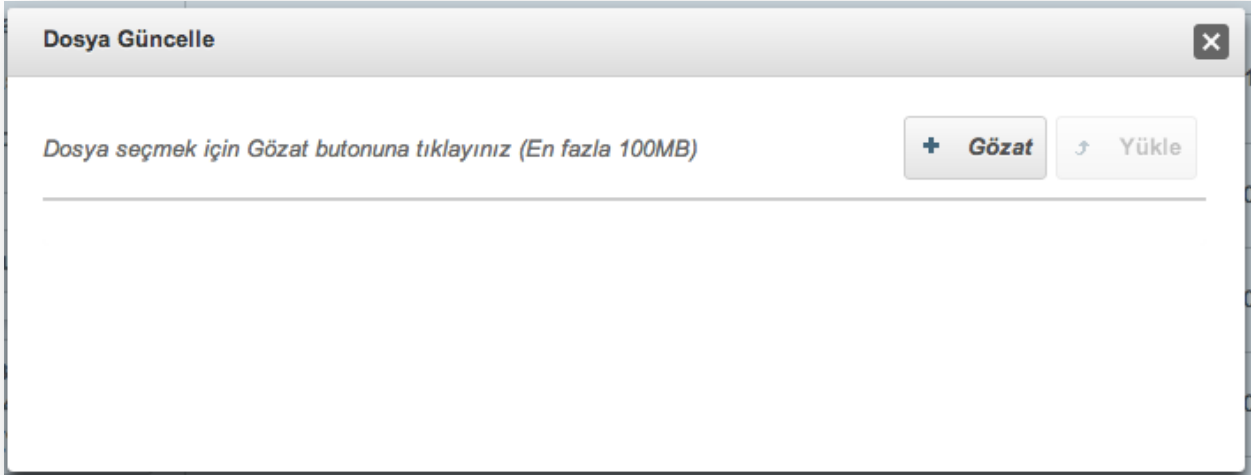 Dosya Güncelle
Dosya seçmek için Gözat butonuna tıklayınız (En fazla 100MB)
Gözat
Yükle